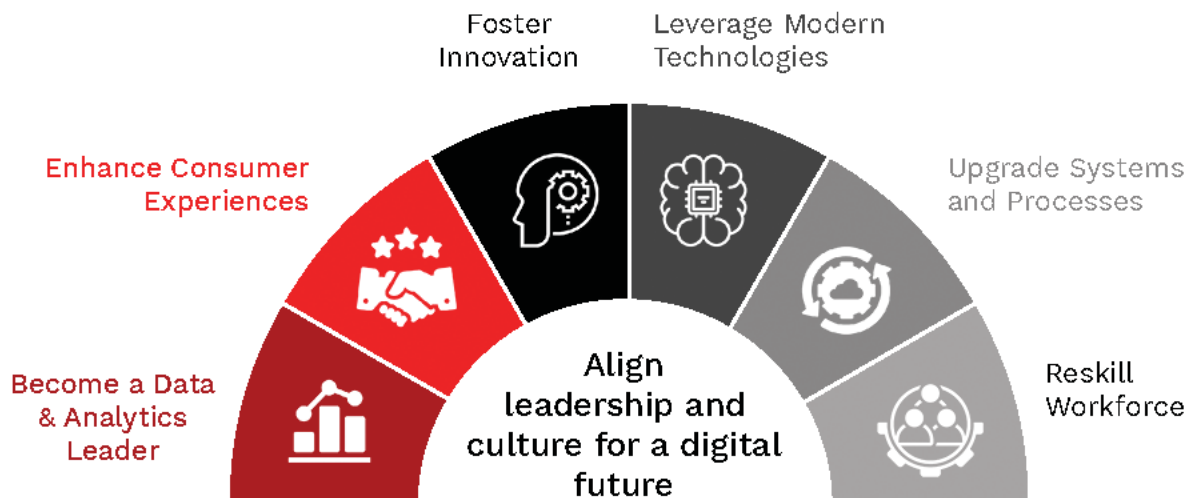 Foster
Innovation
Leverage Modern
Technologies
Enhance Consumer
Experiences
Upgrade Systems
and Processes
Become a Data
& Analytics
Leader
Align
leadership and
culture for a digital
future
Reskill
Workforce